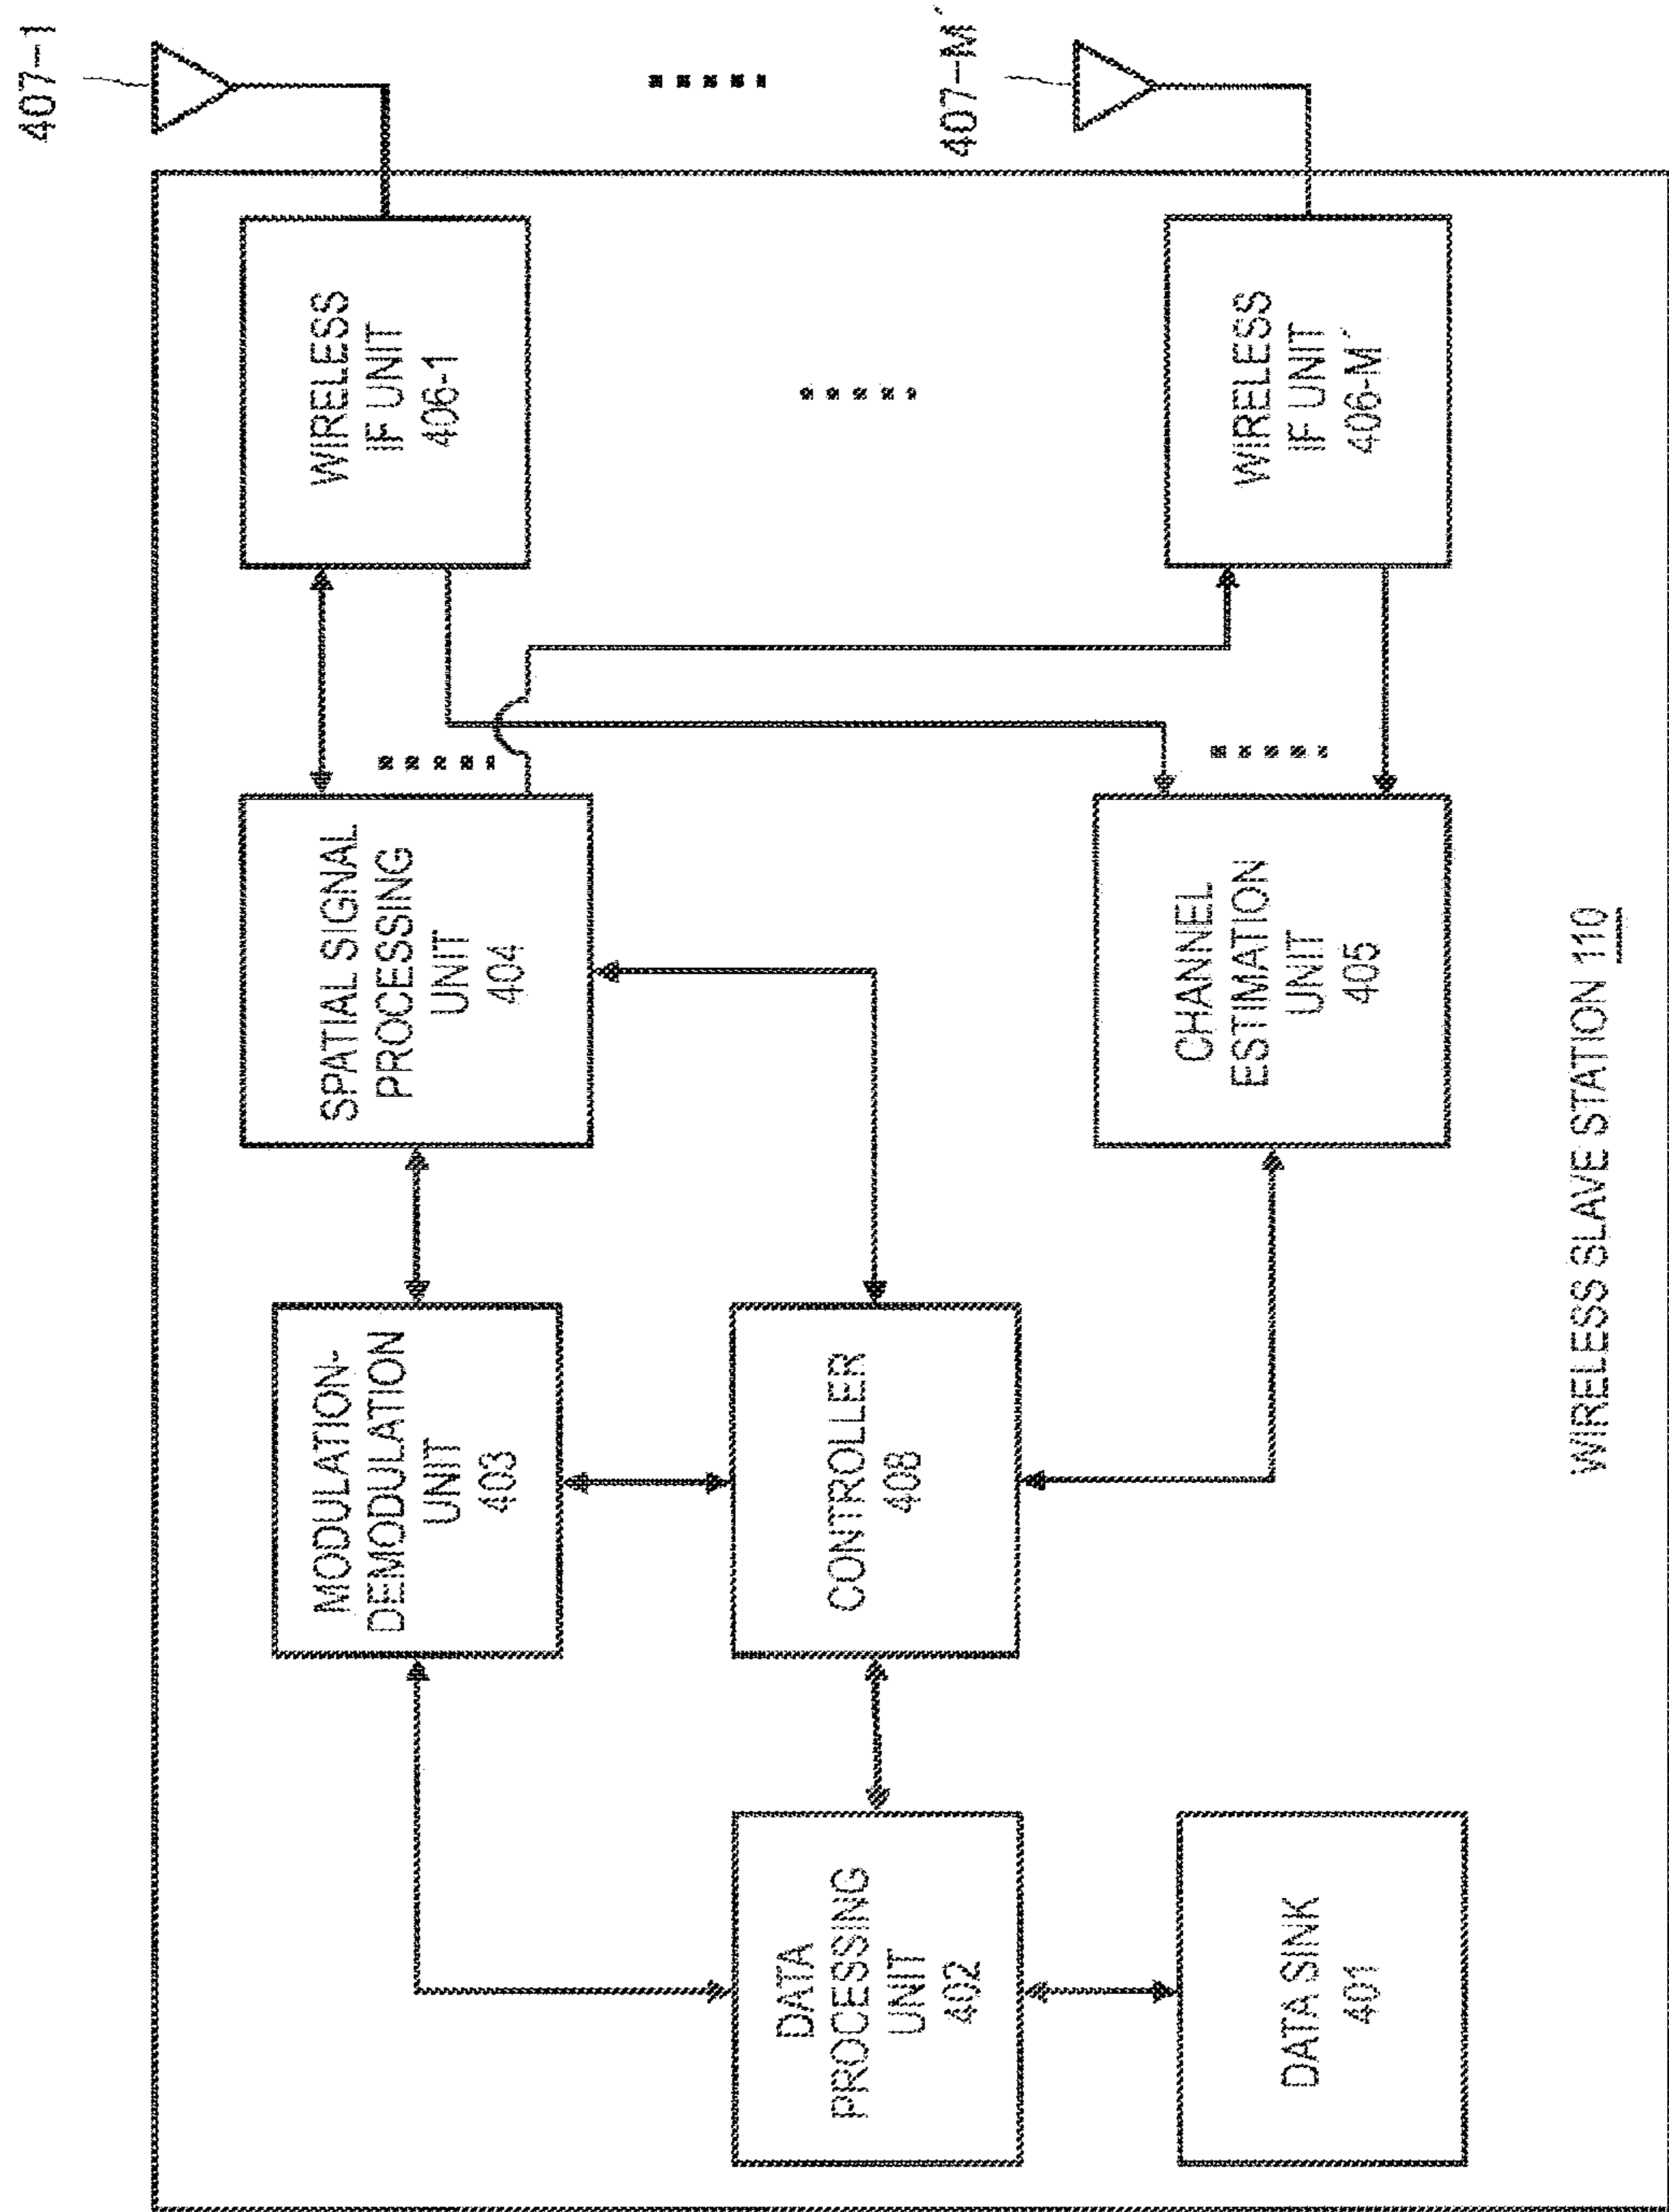 407-1
407-M´
WIRELESS
IF UNIT
406-1
WIRELESS
IF UNIT
406-M´
SPATIAL SIGNAL
PROCESSING
UNIT
404
CHANNEL
ESTIMATION
UNIT
405
MODULATION-
DEMODULATION
UNIT
403
CONTROLLER
408
DATA
PROCESSING
UNIT
402
DATA SINK
401
WIRELESS SLAVE STATION 110